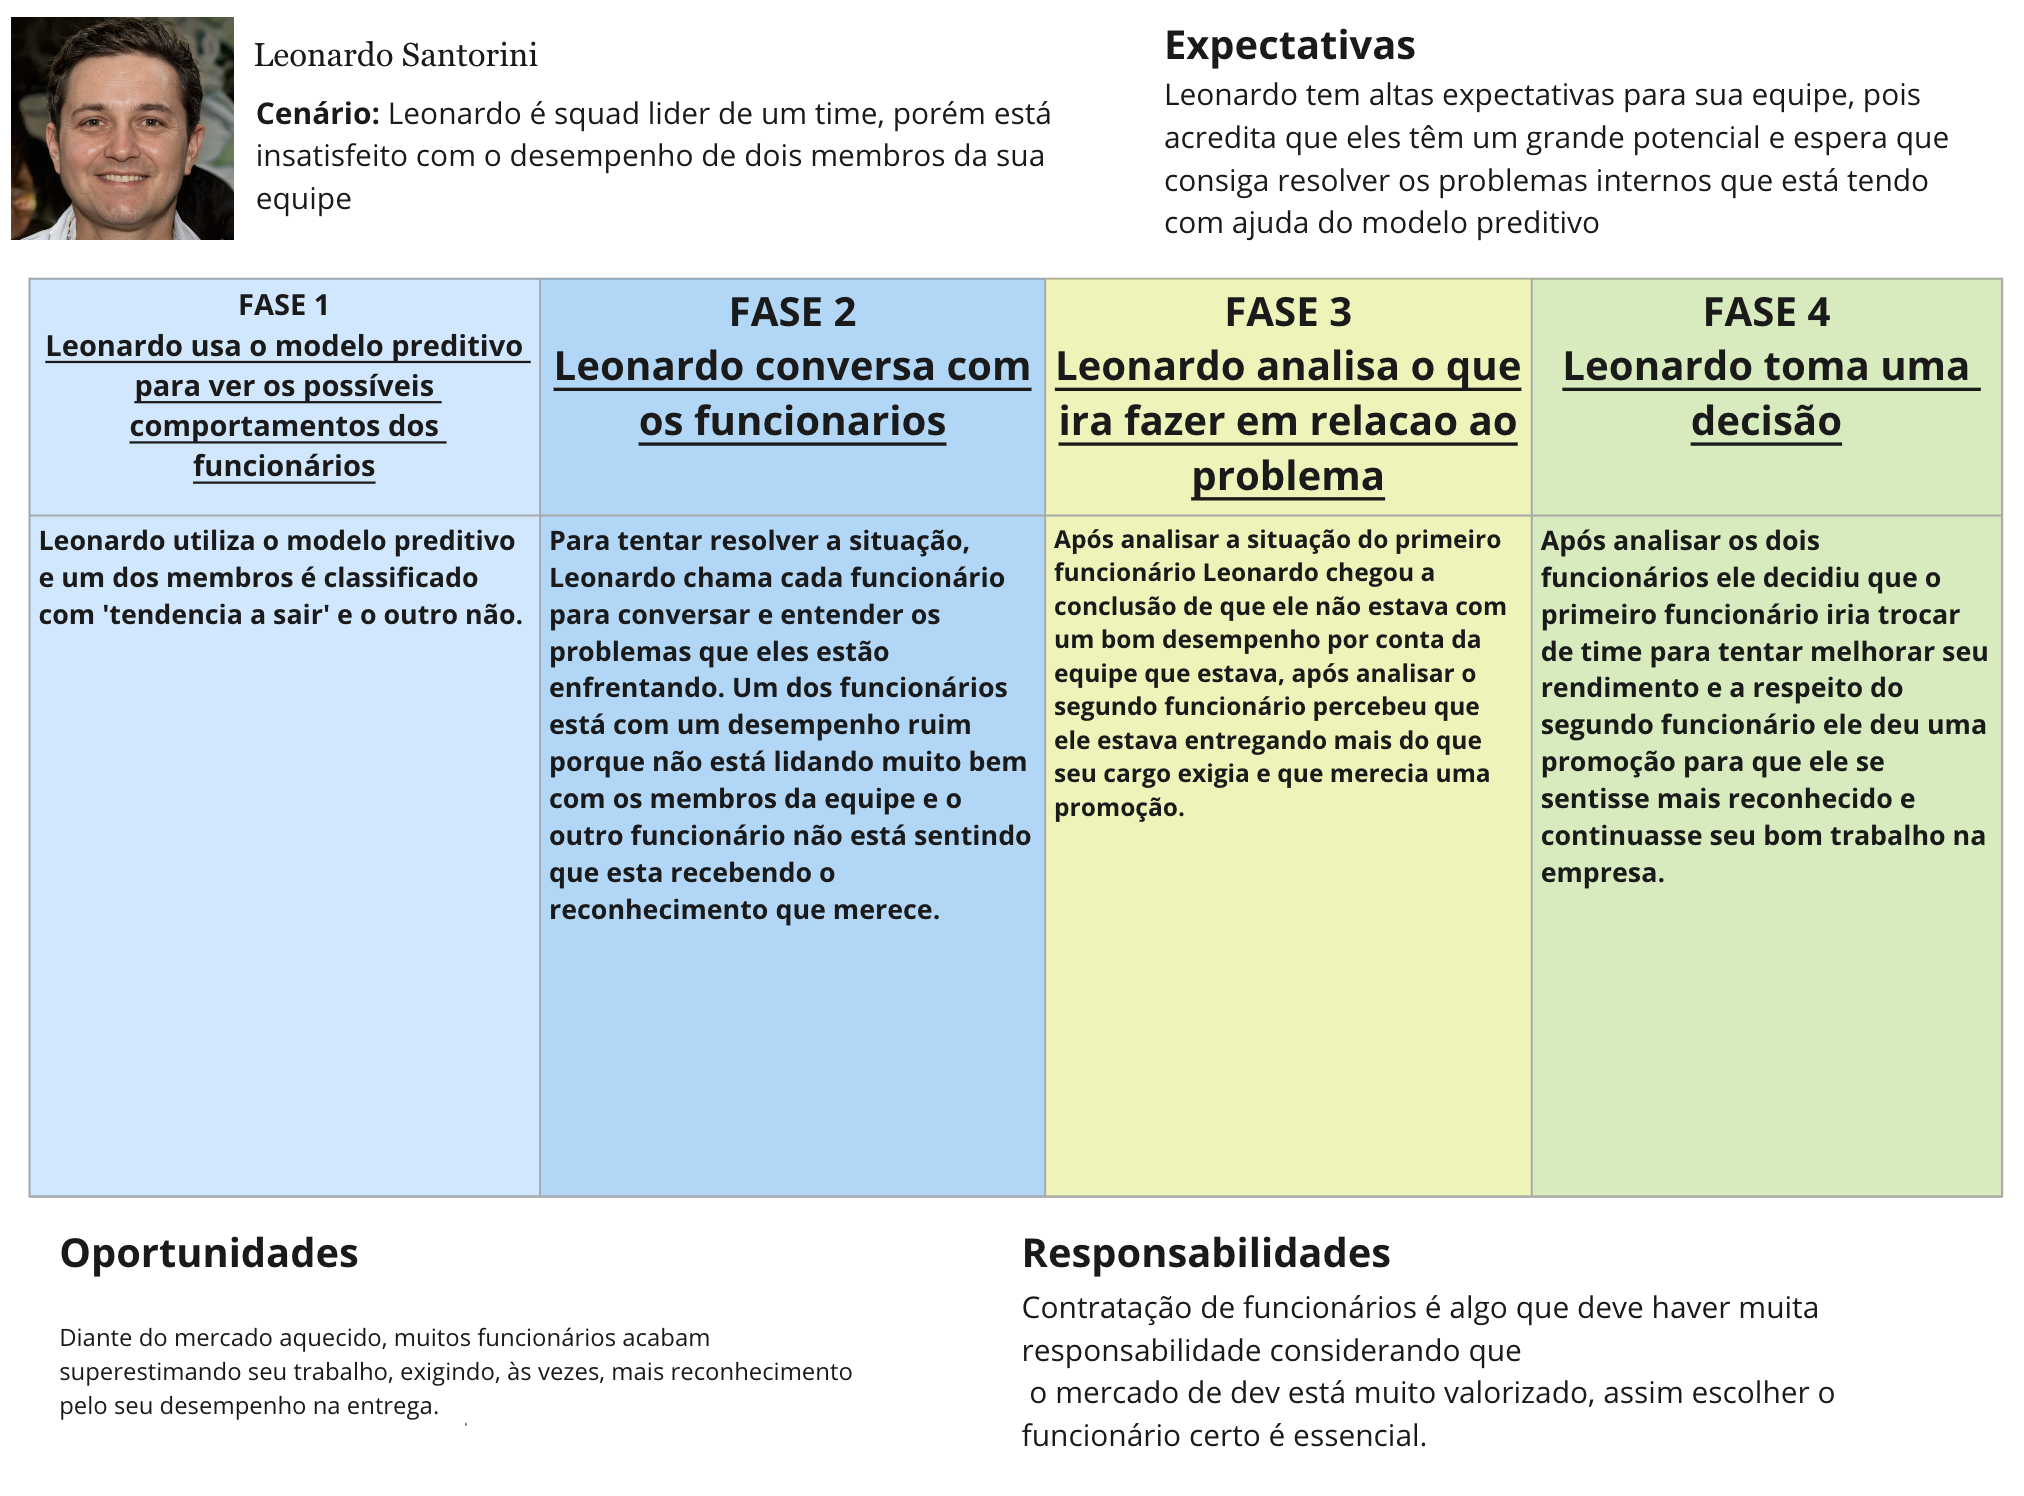 Leonardo Santorini
Cenário: Leonardo é squad lider de um time, porém está
insatisfeito com o desempenho de dois membros da sua
equipe
Expectativas
Leonardo tem altas expectativas para sua equipe, pois
acredita que eles têm um grande potencial e espera que
consiga resolver os problemas internos que está tendo
com ajuda do modelo preditivo
FASE 1
Leonardo usa o modelo preditivo
para ver os possíveis
comportamentos dos
funcionários
Leonardo utiliza o modelo preditivo
e um dos membros é classificado
com 'tendencia a sair' e o outro não.
FASE 2
Leonardo conversa com
os funcionarios
Para tentar resolver a situação,
Leonardo chama cada funcionário
para conversar e entender os
problemas que eles estão
enfrentando. Um dos funcionários
está com um desempenho ruim
porque não está lidando muito bem
com os membros da equipe e o
outro funcionário não está sentindo
que esta recebendo o
reconhecimento que merece.
FASE 3
Leonardo analisa o que
ira fazer em relacao ao
problema
Após analisar a situação do primeiro
funcionário Leonardo chegou a
conclusão de que ele não estava com
um bom desempenho por conta da
equipe que estava, após analisar o
segundo funcionário percebeu que
ele estava entregando mais do que
seu cargo exigia e que merecia uma
promoção.
FASE 4
Leonardo toma uma
decisão
Após analisar os dois
funcionários ele decidiu que o
primeiro funcionário iria trocar
de time para tentar melhorar seu
rendimento e a respeito do
segundo funcionário ele deu uma
promoção para que ele se
sentisse mais reconhecido e
continuasse seu bom trabalho na
empresa.
Oportunidades
Diante do mercado aquecido, muitos funcionários acabam
superestimando seu trabalho, exigindo, às vezes, mais reconhecimento
pelo seu desempenho na entrega.
Responsabilidades
Contratação de funcionários é algo que deve haver muita
responsabilidade considerando que
o mercado de dev está muito valorizado, assim escolher o
funcionário certo é essencial.